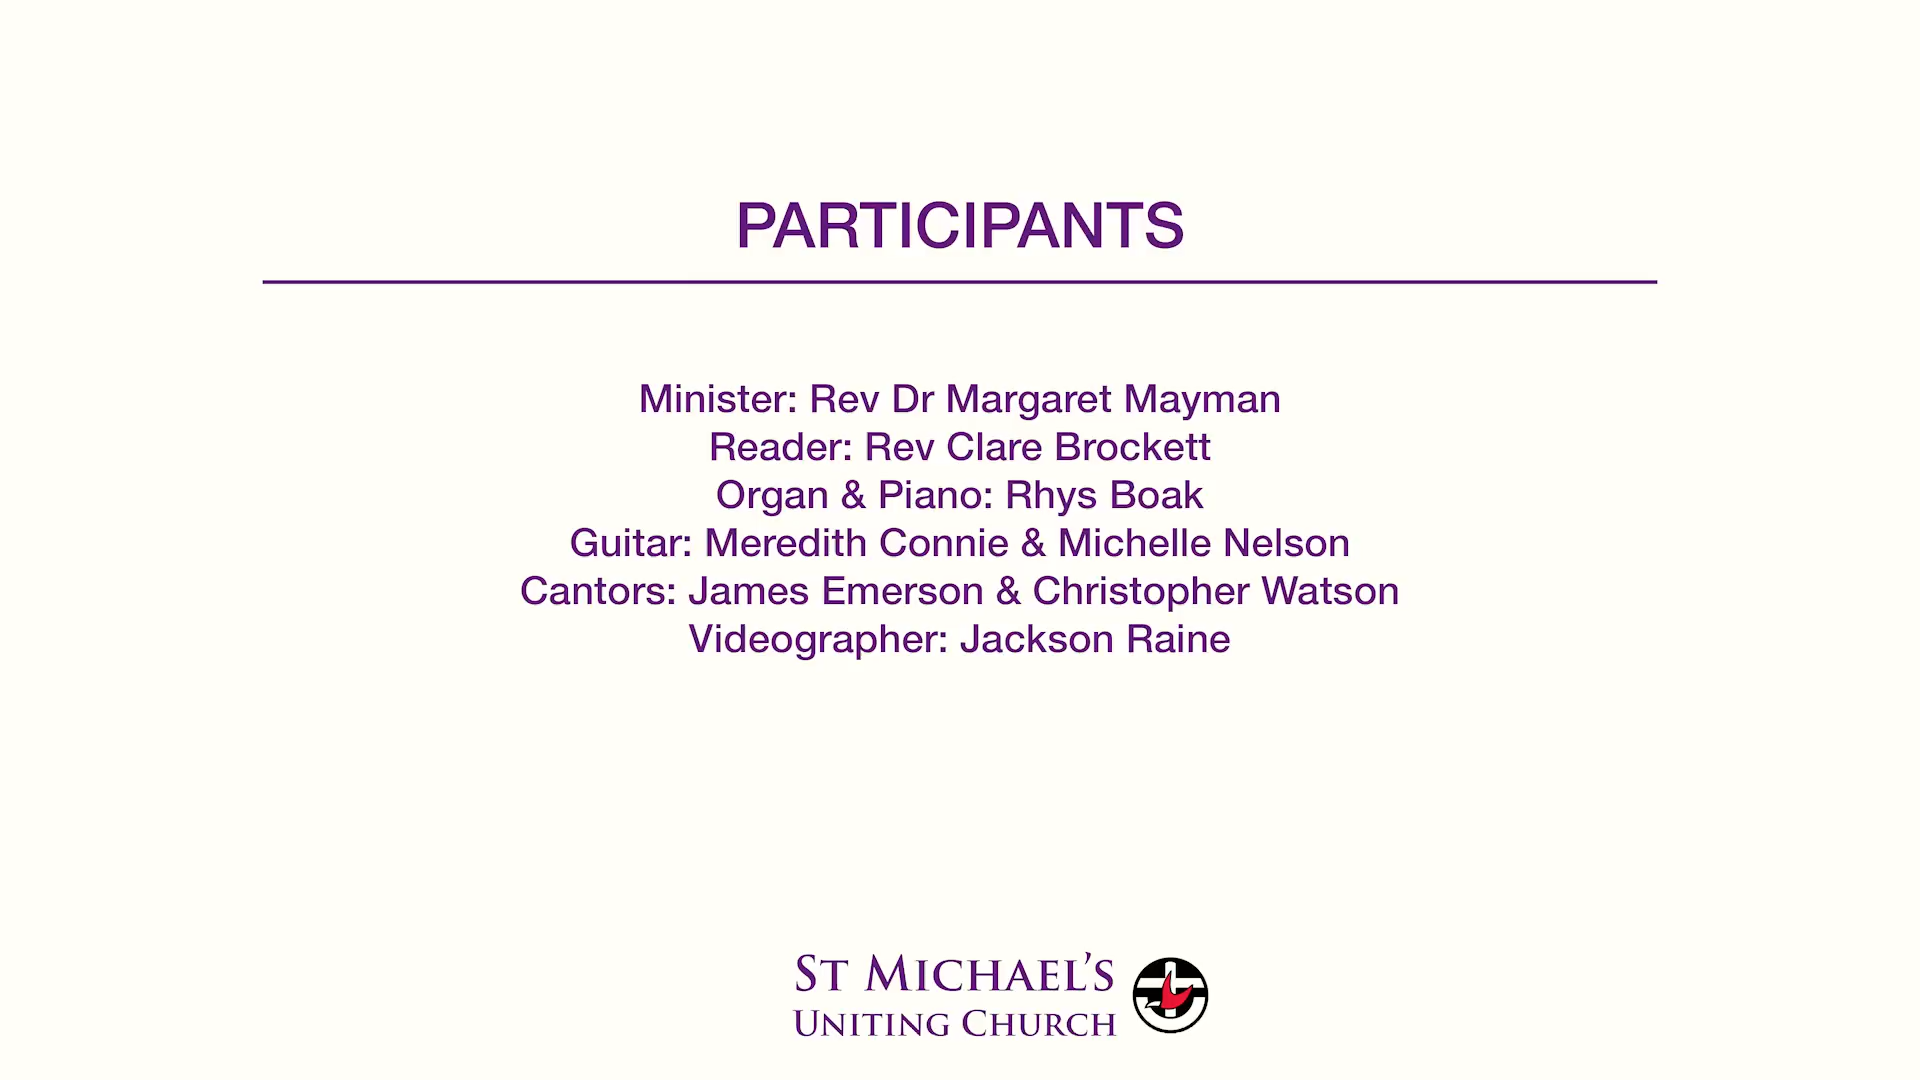 PARTICIPANTS
Minister: Rev Dr Margaret Mayman
Reader: Rev Clare Brockett
Organ & Piano: Rhys Boak
Guitar: Meredith Connie & Michelle Nelson
Cantors: James Emerson & Christopher Watson
Videographer: Jackson Raine
ST MICHAEL’S
UNITING CHURCH